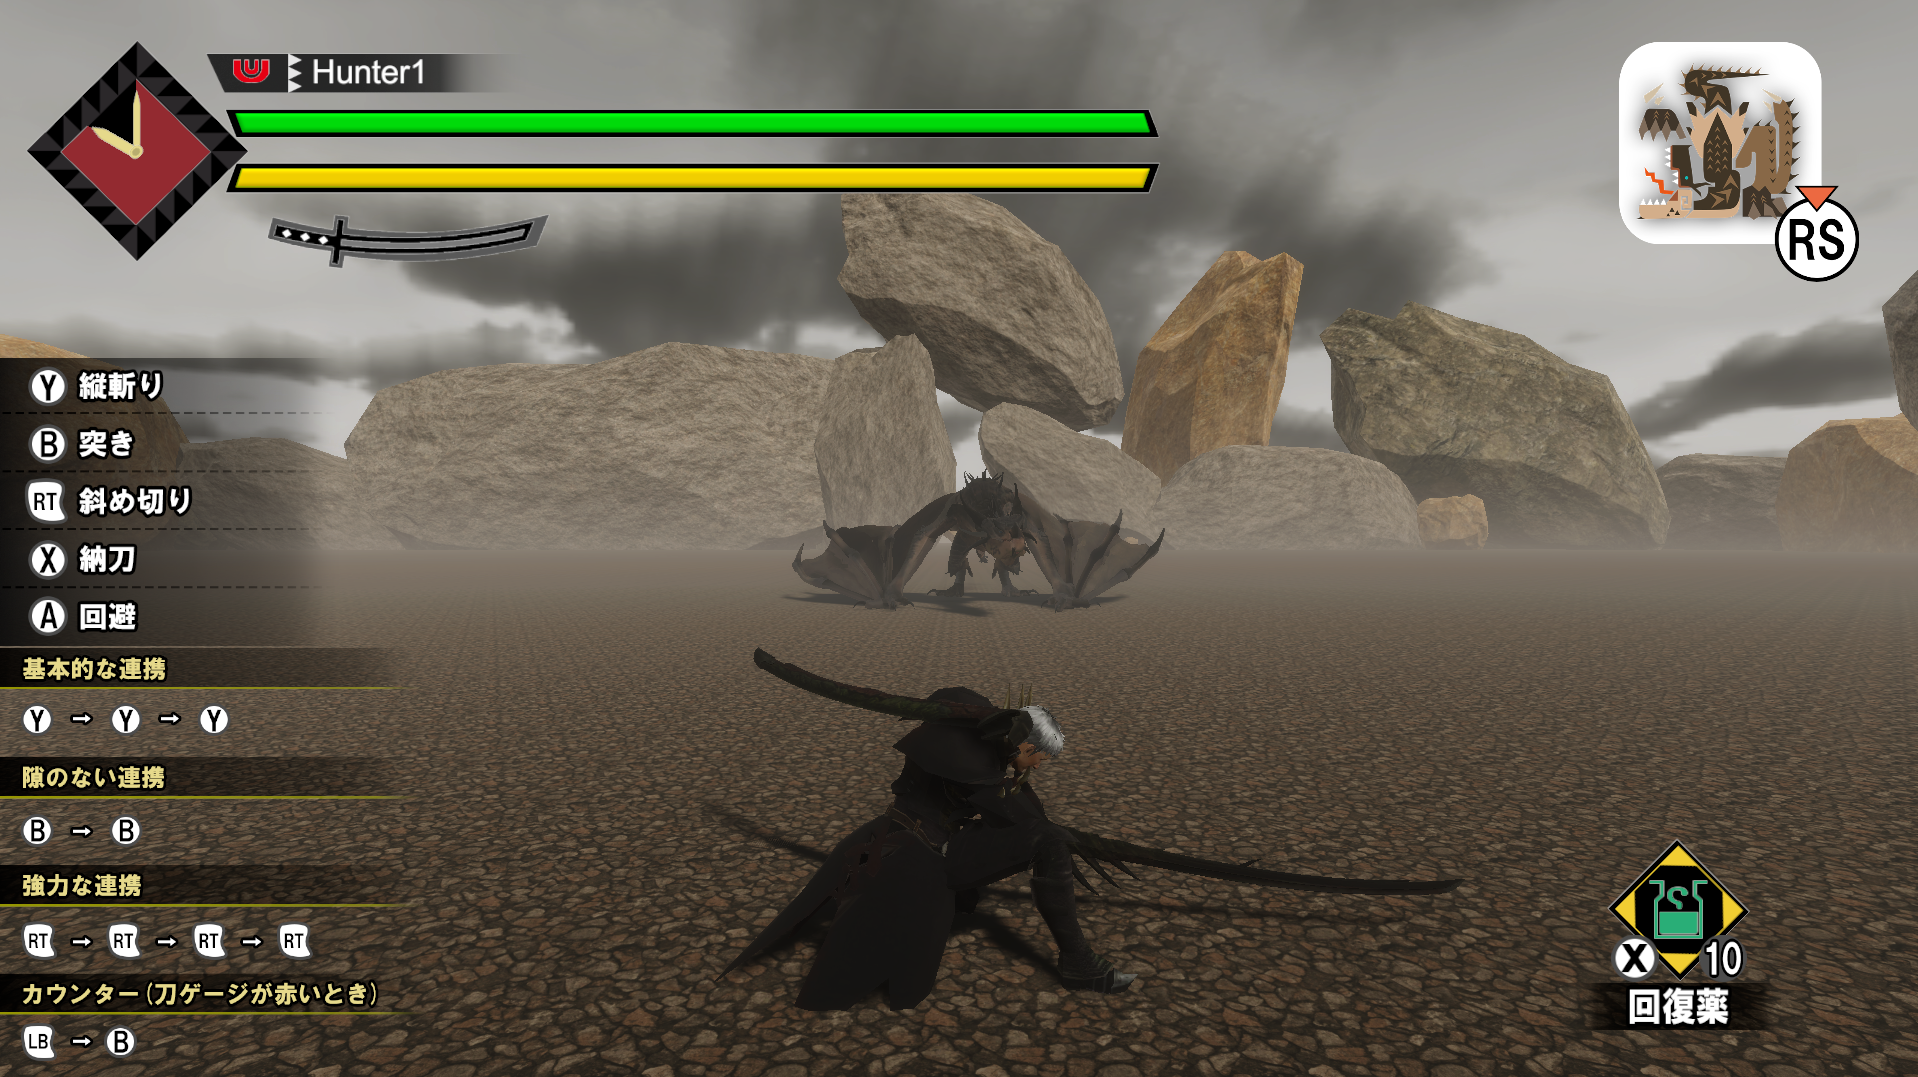 Hunter1
RS
Y 縦斬り
B 突き
RT 斜め切り
X 納刀
A 回避
基本的な連携
Y → Y → Y
隙のない連携
B → B
強力な連携
RT → RT → RT → RT
カウンター(刀ゲージが赤いとき)
LB → B
X 10
回復薬